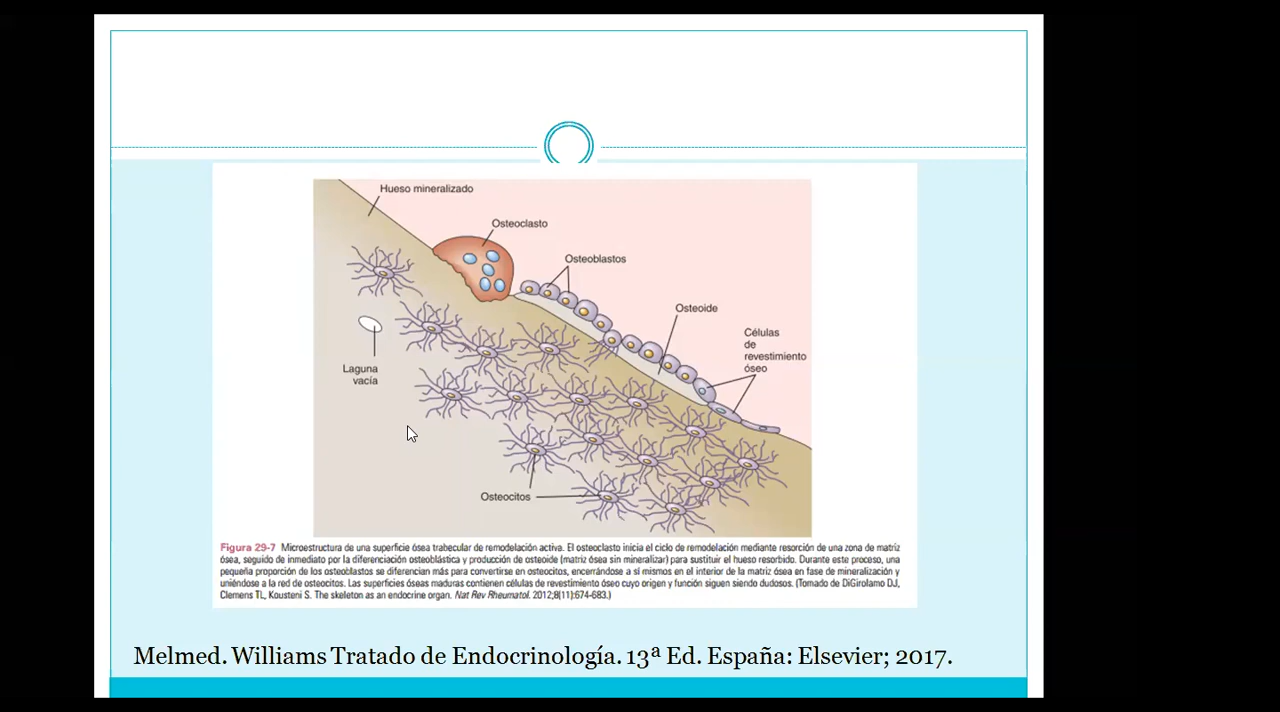 Hueso mineralizado
Osteoclasto
Osteoblastos
Osteoide
Células
de
revestimiento
óseo
Laguna
vacía
Osteocitos
Figura 29-7 Microestructura de una superficie ósea trabecular de remodelación activa. El osteoclasto inicia el ciclo de remodelación mediante resorción de una zona de matriz
ósea, seguido de inmediato por la diferenciación osteoblástica y producción de osteoide (matriz ósea sin mineralizar) para sustituir el hueso resorbido. Durante este proceso, una
pequeña proporción de los osteoblastos se diferencian más para convertirse en osteocitos, encerrándose a sí mismos en el interior de la matriz ósea en fase de mineralización y
uniéndose a la red de osteocitos. Las superficies óseas maduras contienen células de revestimiento óseo cuyo origen y función siguen siendo dudosos. (Tomado de DiGirolamo DJ,
Clemens TL, Kousteni S. The skeleton as an endocrine organ. Nat Rev Rheumatol. 2012;8(11):674-683.)
Melmed. Williams Tratado de Endocrinología. 13ª Ed. España: Elsevier; 2017.